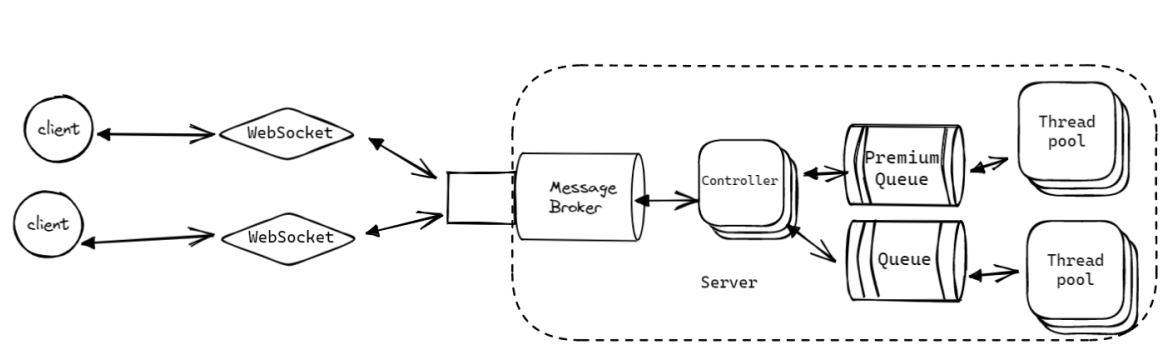 client
WebSocket
client
WebSocket
Message
Broker
Controller
Premium
Queue
Thread
pool
Queue
Thread
pool
Server